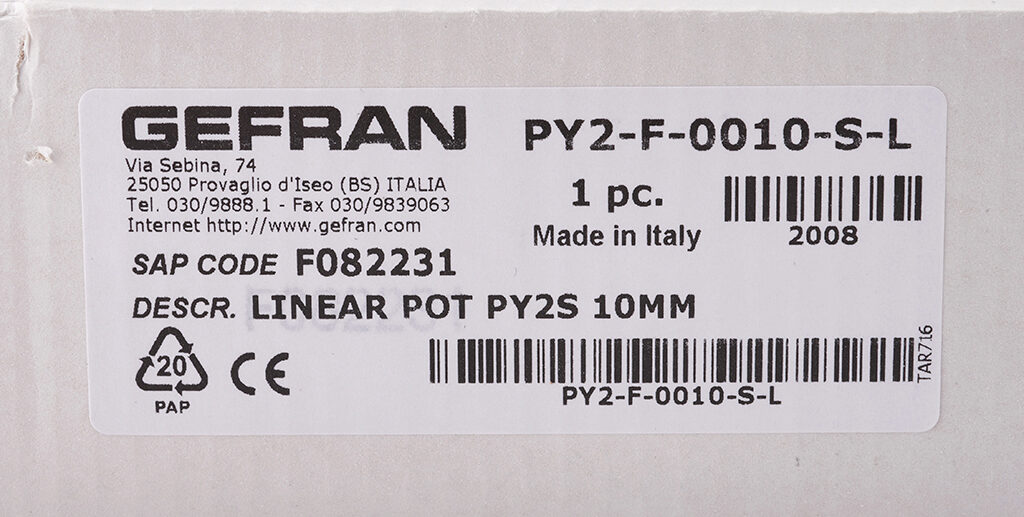 GEFRAN
Via Sebina, 74
25050 Provaglio d'Iseo (BS) ITALIA
Tel. 030/9888.1 - Fax 030/9839063
Internet http://www.gefran.com
PY2-F-0010-S-L
1 pc.
Made in Italy
2008
SAP CODE F082231
DESCR. LINEAR POT PY2S 10MM
20
PAP
CE
PY2-F-0010-S-L
TAR716